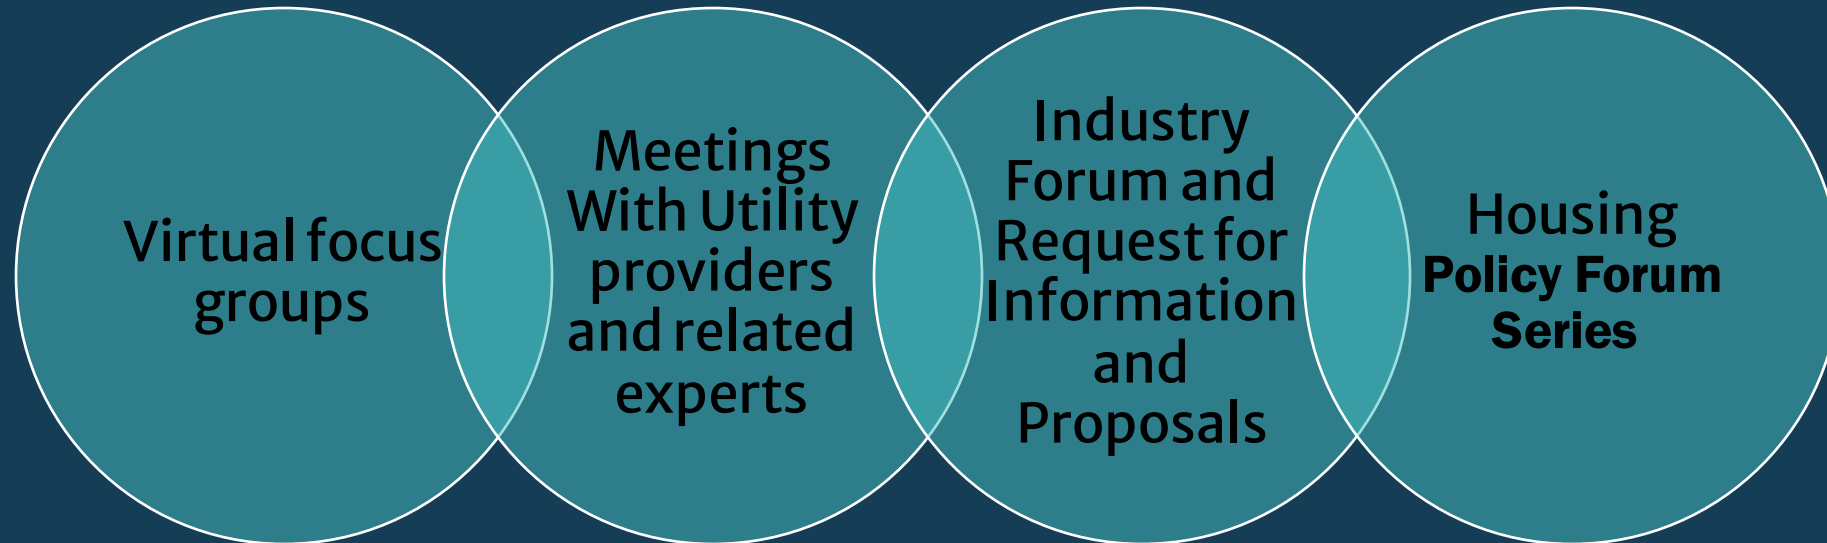 Virtual focus
groups
Meetings
With Utility
providers
and related
experts
Industry
Forum and
Request for
Information
and
Proposals
Housing
Policy Forum
Series